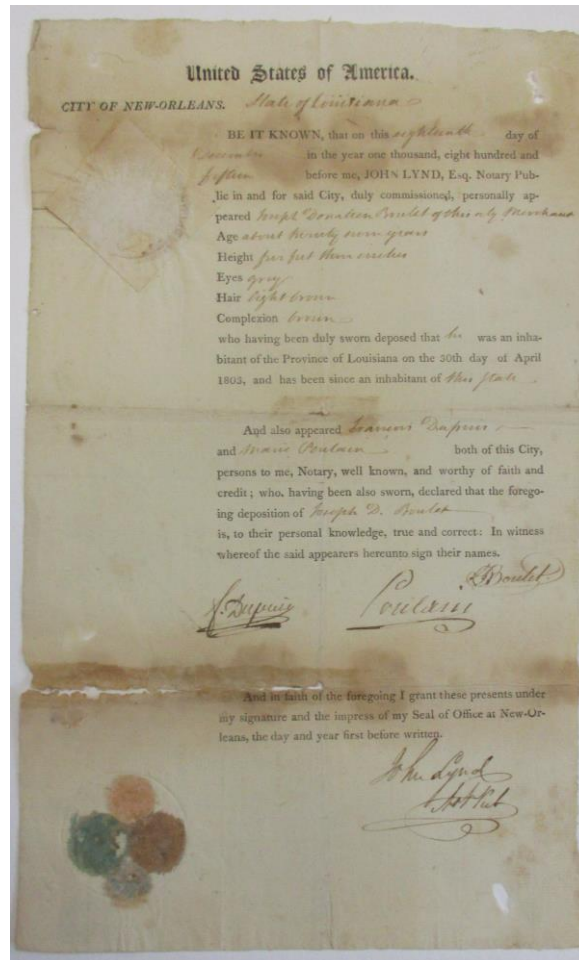 United States of America.
CITY OF NEW-ORLEANS. State of Louisiana
BE IT KNOWN, that on this eighteenth day of
December in the year one thousand, eight hundred and
fifteen before me, JOHN LYND, Esq. Notary Pub-
lic in and for said City, duly commissioned, personally ap-
peared Joseph Donatien Boulet of this city Merchant
Age about years
Height five feet three inches
Eyes grey
Hair light brown
Complexion brown
who having been duly sworn deposed that he was an inha-
bitant of the Province of Louisiana on the 30th day of April
1803, and has been since an inhabitant of this State
And also appeared Francois Dupuis
and Poulain both of this City,
persons to me, Notary, well known, and worthy of faith and
credit; who, having been also sworn, declared that the forego-
ing deposition of Joseph D. Boulet
is, to their personal knowledge, true and correct: In witness
whereof the said appearers hereunto sign their names.
Boulet
Dupuis Poulain
And in faith of the foregoing I grant these presents under
my signature and the impress of my Seal of Office at New-Or-
leans, the day and year first before written.
John Lynd
Not Pub